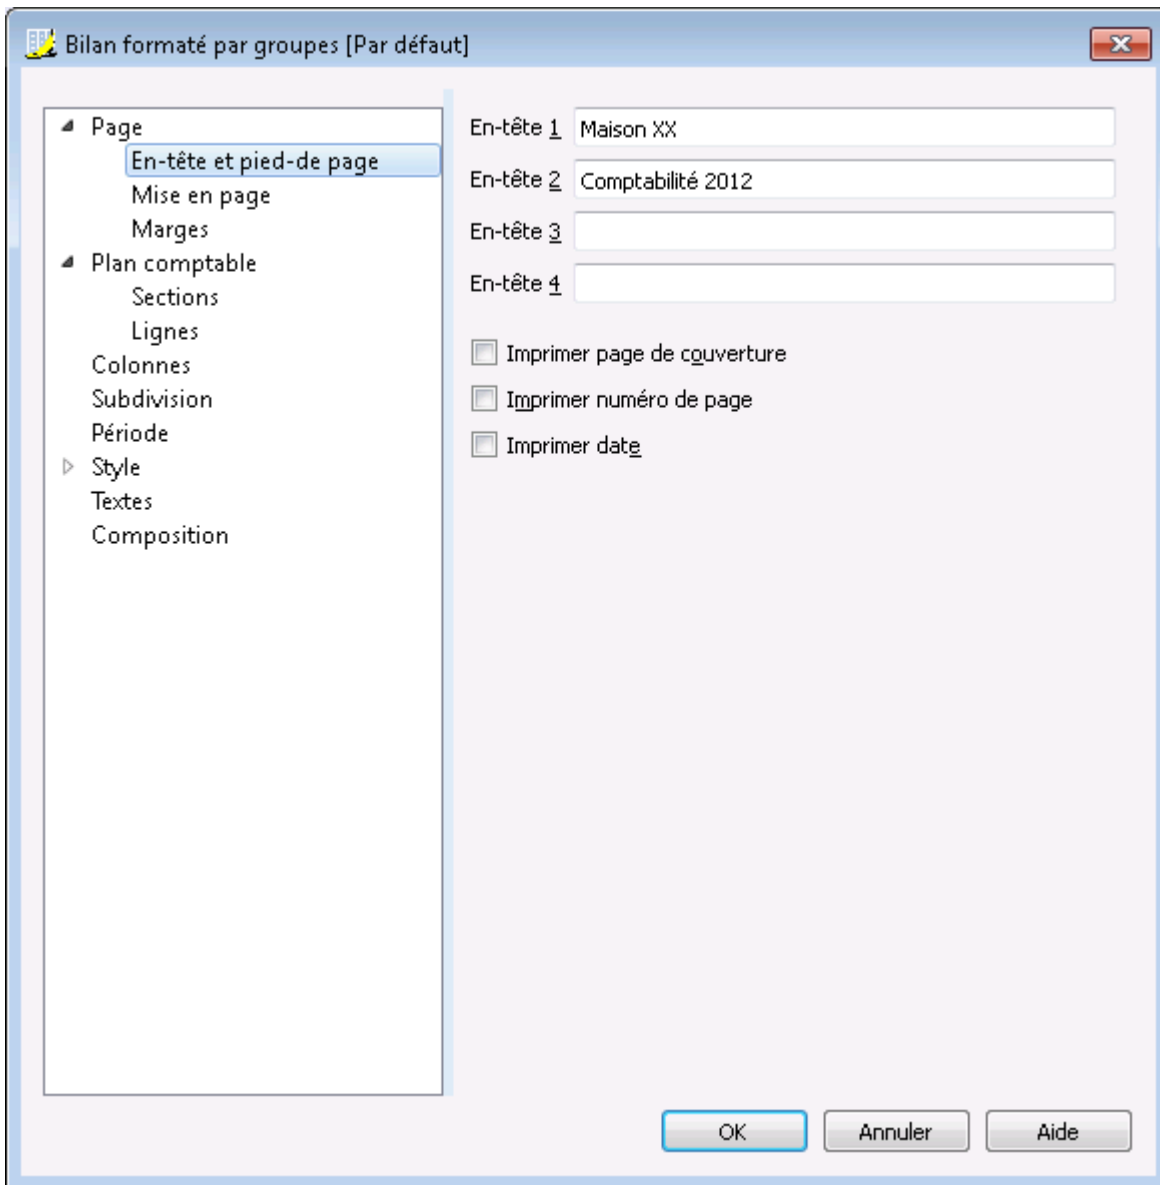 Bilan formaté par groupes [Par défaut]
Page
En-tête et pied-de page
Mise en page
Marges
Plan comptable
Sections
Lignes
Colonnes
Subdivision
Période
Style
Textes
Composition
En-tête 1 Maison XX
En-tête 2 Comptabilité 2012
En-tête 3
En-tête 4
Imprimer page de couverture
Imprimer numéro de page
Imprimer date
OK Annuler Aide